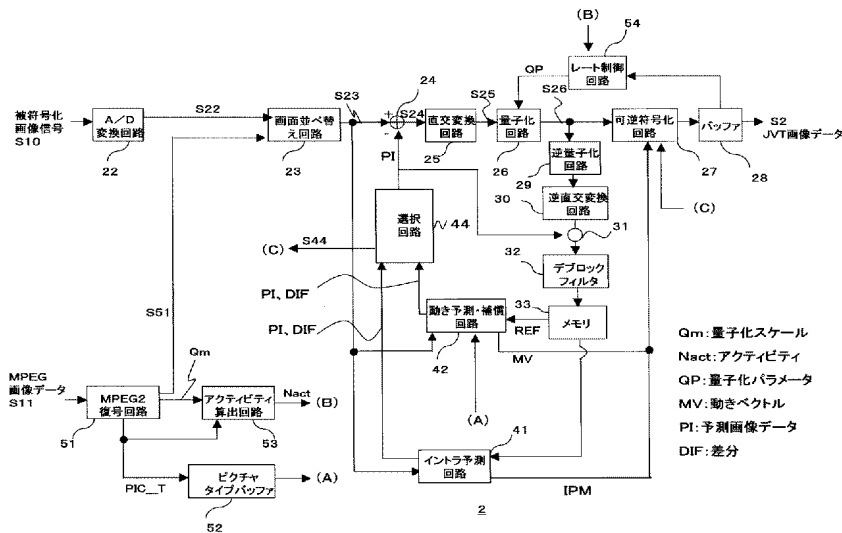 (B)
54
レート制御
回路
QP
S23
24
S24
S25
S26
S22
被符号化
画像信号
S10
A/D
変換回路
22
画面並べ替
え回路
23
+
-
直交変換
回路
25
量子化
回路
26
可逆符号化
回路
27
バッファ
28
S2
JVT画像データ
PI
逆量子化
回路
29
逆直交変換
回路
30
31
(C)
選択
回路
44
S44
(C)
32
デブロック
フィルタ
PI、DIF
PI、DIF
33
メモリ
動き予測・補償
回路
42
REF
MV
(A)
S51
Qm
MPEG
画像データ
S11
MPEG2
復号回路
51
アクティビティ
算出回路
53
Nact
(B)
PIC_T
ピクチャ
タイプバッファ
52
(A)
41
イントラ予測
回路
IPM
2
Qm:量子化スケール
Nact:アクティビティ
QP:量子化パラメータ
MV:動きベクトル
PI:予測画像データ
DIF:差分